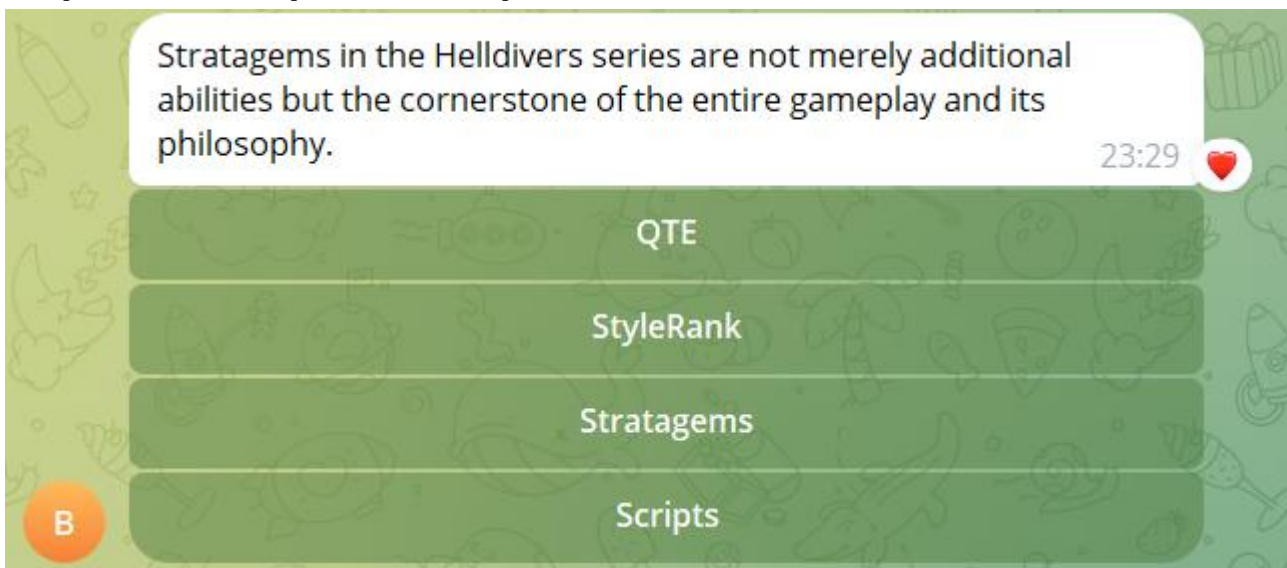 Stratagems in the Helldivers series are not merely additional
abilities but the cornerstone of the entire gameplay and its
philosophy.
23:29
QTE
StyleRank
Stratagems
Scripts
B